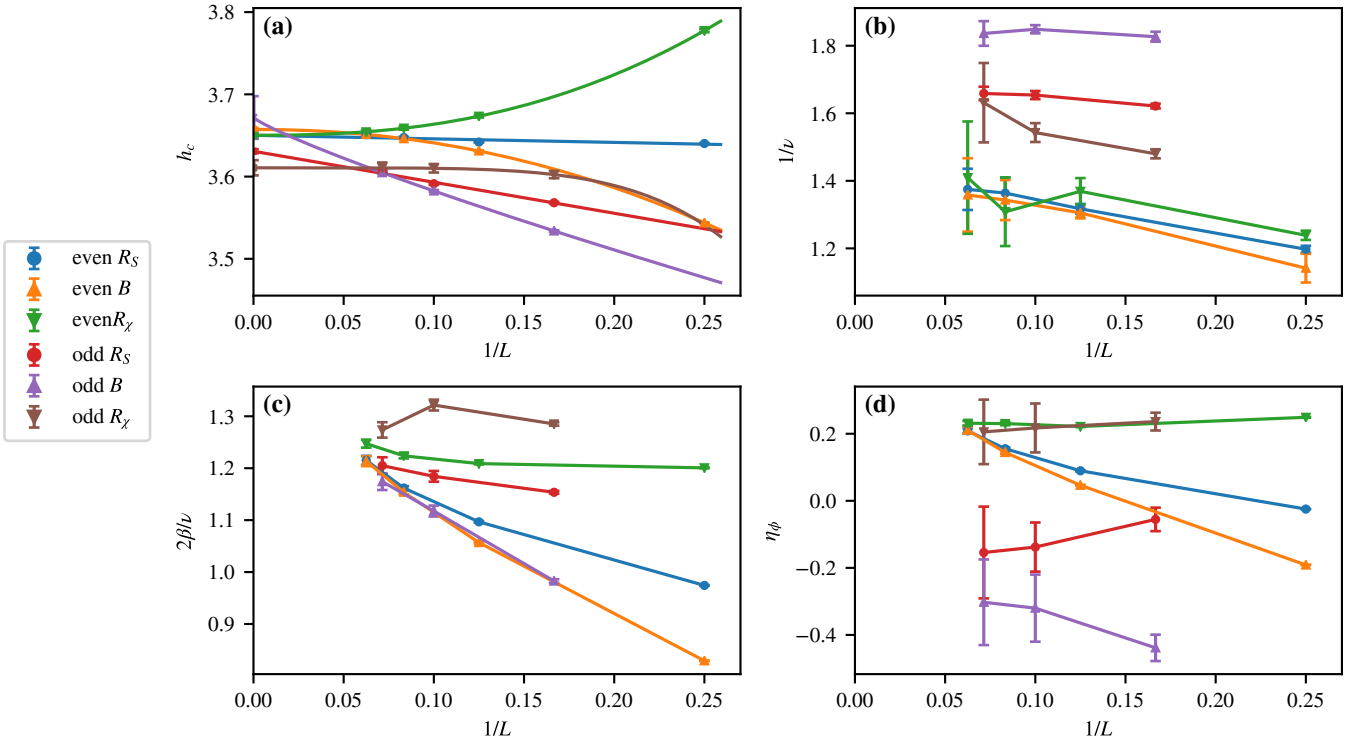 (a)
3.8
3.7
3.6
3.5
h_c
0.00 0.05 0.10 0.15 0.20 0.25
1/L
(b)
1.8
1.6
1.4
1.2
1/ν
0.00 0.05 0.10 0.15 0.20 0.25
1/L
even R_S
even B
evenR_χ
odd R_S
odd B
odd R_χ
(c)
1.3
1.2
1.1
1.0
0.9
2β/ν
0.00 0.05 0.10 0.15 0.20 0.25
1/L
(d)
0.2
0.0
−0.2
−0.4
η_ϕ
0.00 0.05 0.10 0.15 0.20 0.25
1/L